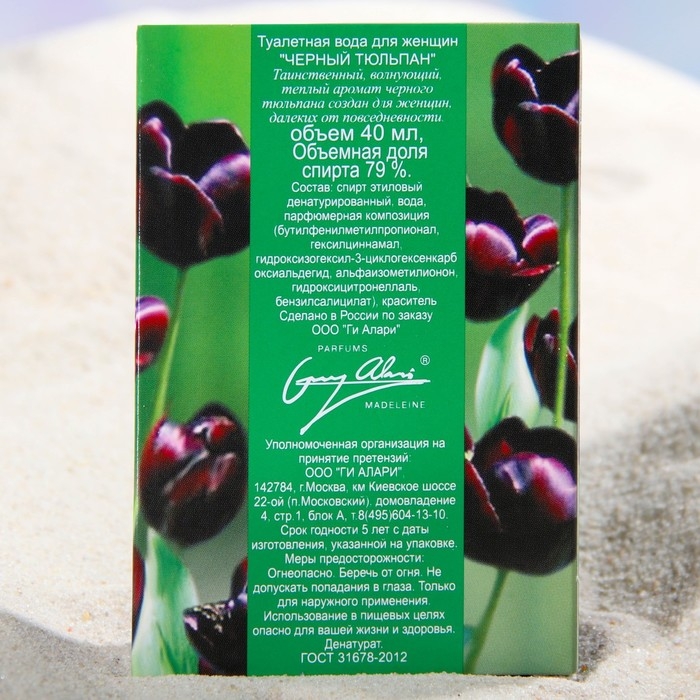 Туалетная вода для женщин
"ЧЕРНЫЙ ТЮЛЬПАН"
Таинственный, волнующий,
теплый аромат черного
тюльпана создан для женщин,
далеких от повседневности.
объем 40 мл,
Объемная доля
спирта 79 %.
Состав: спирт этиловый
денатурированный, вода,
парфюмерная композиция
(бутилфенилметилпропионал,
гексилциннамал,
гидроксизогексил-3-циклогексенкарб
оксиальдегид, альфаизометилионон,
гидроксицитронеллаль,
бензилсалицилат), краситель
Сделано в России по заказу
ООО "Ги Алари"
PARFUMS
Guy Alari ®
MADELEINE
Уполномоченная организация на
принятие претензий:
ООО "ГИ АЛАРИ",
142784, г.Москва, км Киевское шоссе
22-ой (п.Московский), домовладение
4, стр.1, блок А, т.8(495)604-13-10.
Срок годности 5 лет с даты
изготовления, указанной на упаковке.
Меры предосторожности:
Огнеопасно. Беречь от огня. Не
допускать попадания в глаза. Только
для наружного применения.
Использование в пищевых целях
опасно для вашей жизни и здоровья.
Денатурат.
ГОСТ 31678-2012